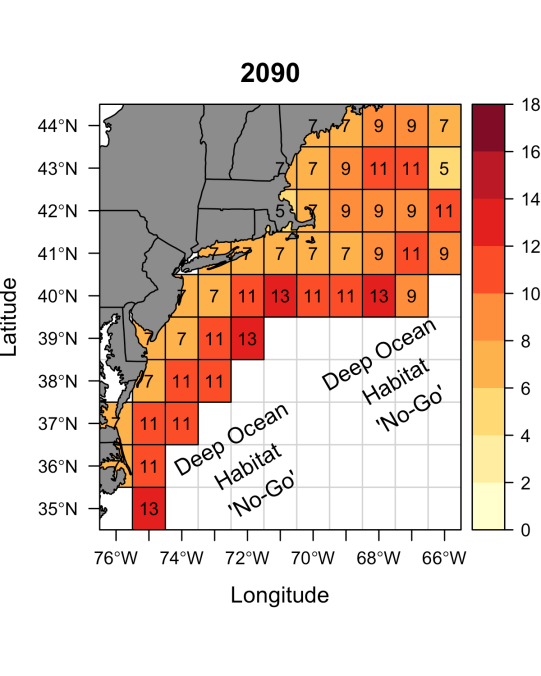 2090
18
44°N 7 7 9 9 7
16
43°N 7 7 9 11 11 5
14
42°N 5 7 9 9 9 11
12
41°N 7 7 7 7 7 9 11 9
10
40°N 7 11 13 11 11 13 9
Latitude
39°N 7 11 13
8
Deep Ocean
Habitat
'No-Go'
38°N 7 11 11
6
37°N 7 11 11
4
Deep Ocean
Habitat
'No-Go'
36°N 11
2
35°N 13
0
76°W 74°W 72°W 70°W 68°W 66°W
Longitude